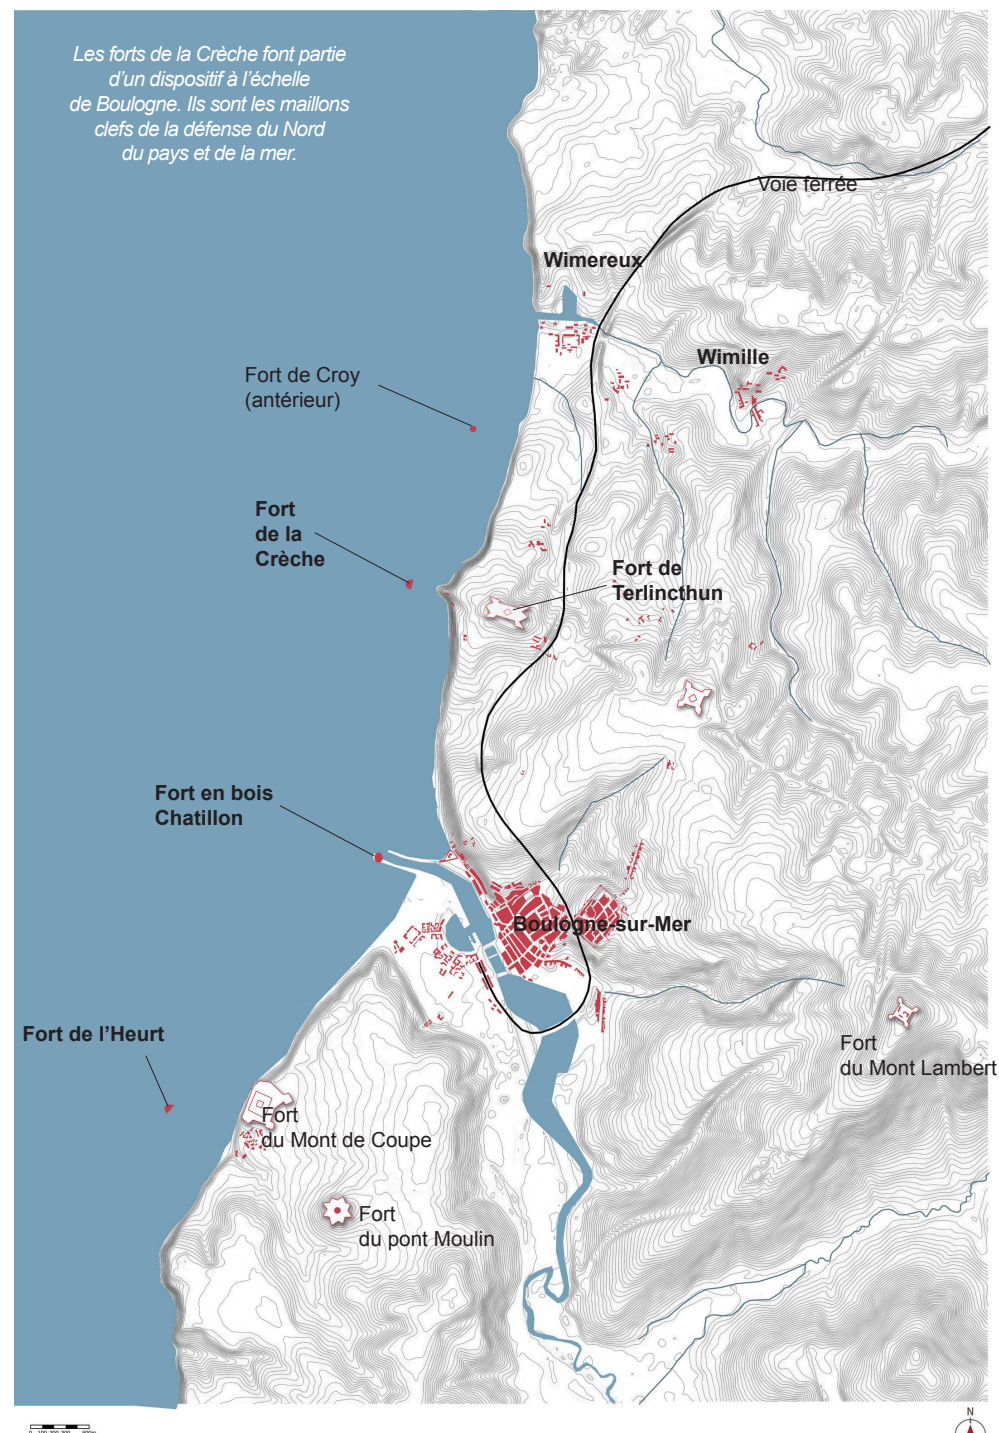 Les forts de la Crèche font partie
d’un dispositif à l’échelle
de Boulogne. Ils sont les maillons
clefs de la défense du Nord
du pays et de la mer.
Voie ferrée
Wimereux
Wimille
Fort de Croy
(antérieur)
Fort
de la
Crèche
Fort de
Terlincthun
Fort en bois
Chatillon
Boulogne-sur-Mer
Fort de l’Heurt
Fort
du Mont Lambert
Fort
du Mont de Coupe
Fort
du pont Moulin
N